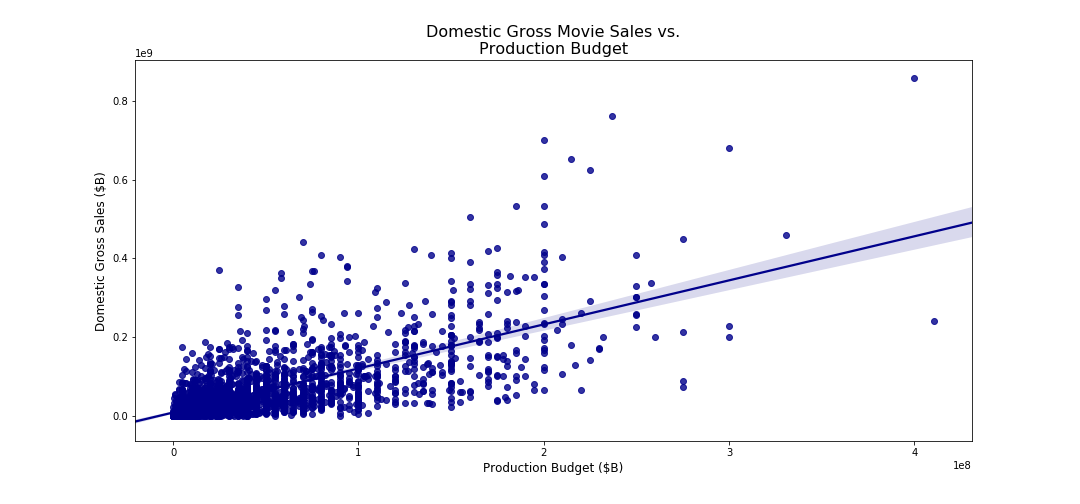 Domestic Gross Movie Sales vs.
Production Budget
1e9
0.8
0.6
0.4
0.2
0.0
Domestic Gross Sales ($B)
0 1 2 3 4
1e8
Production Budget ($B)